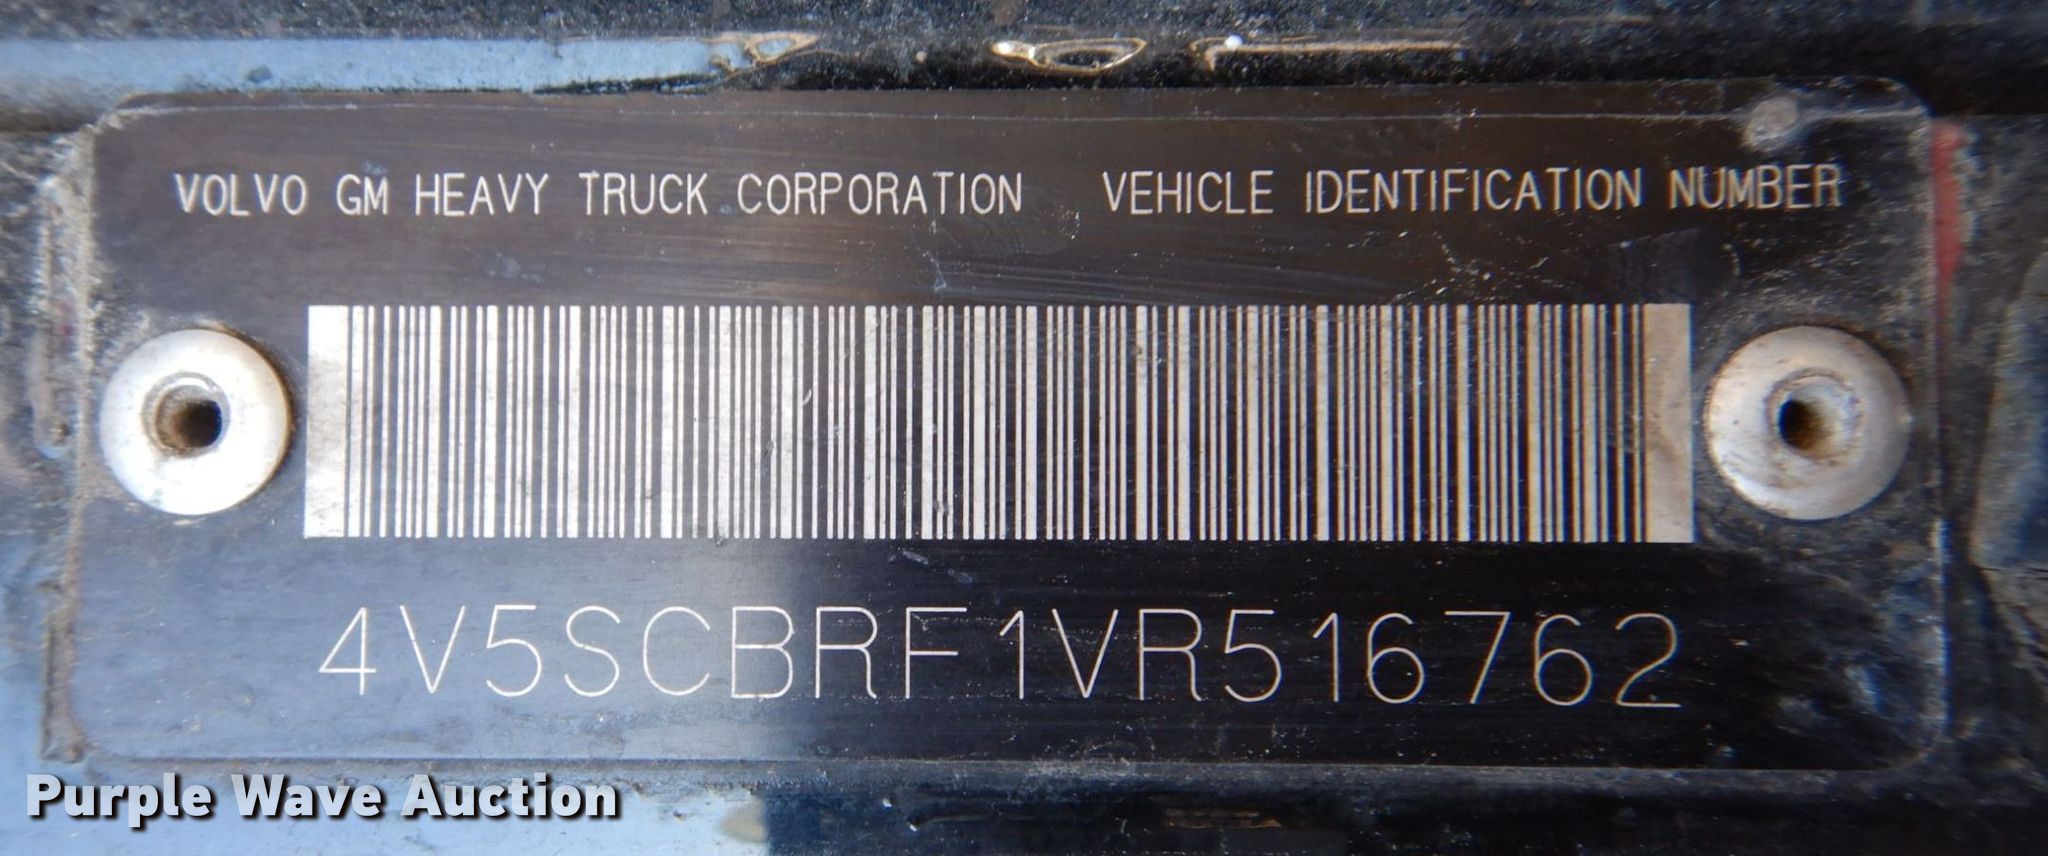 VOLVO GM HEAVY TRUCK CORPORATION VEHICLE IDENTIFICATION NUMBER
4V5SCBRF1VR516762
Purple Wave Auction